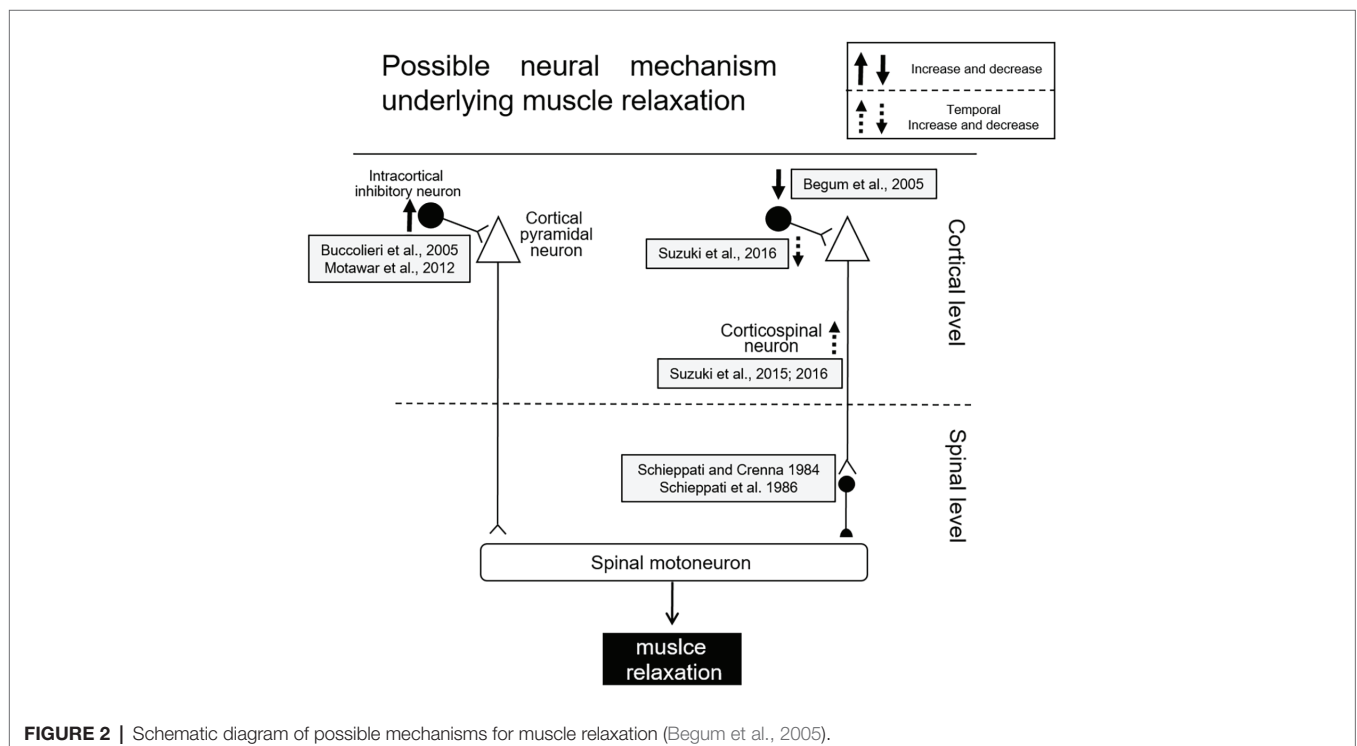 Possible neural mechanism
underlying muscle relaxation
Increase and decrease
Temporal
Increase and decrease
Intracortical
inhibitory neuron
Buccolieri et al., 2005
Motawar et al., 2012
Cortical
pyramidal
neuron
Begum et al., 2005
Suzuki et al., 2016
Corticospinal
neuron
Suzuki et al., 2015; 2016
Cortical level
Schieppati and Crenna 1984
Schieppati et al. 1986
Spinal level
Spinal motoneuron
muslce
relaxation
FIGURE 2 | Schematic diagram of possible mechanisms for muscle relaxation (Begum et al., 2005).